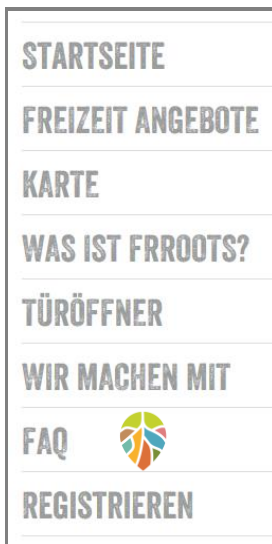 STARTSEITE
FREIZEIT ANGEBOTE
KARTE
WAS IST FRROOTS?
TÜRÖFFNER
WIR MACHEN MIT
FAQ
REGISTRIEREN